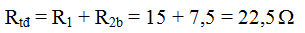 Rtđ = R1 + R2b = 15 + 7,5 = 22,5 Ω